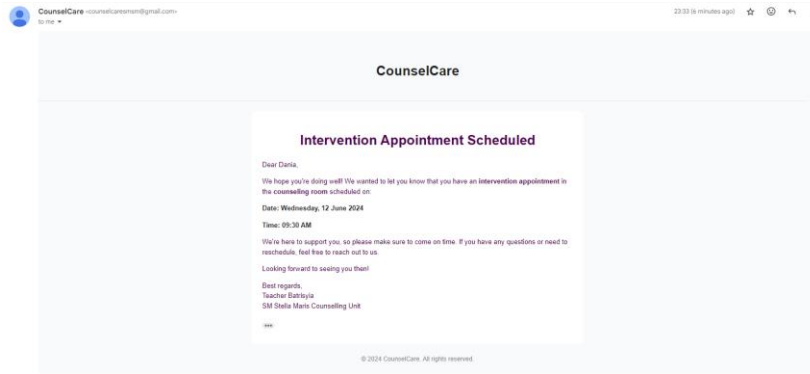 CounselCare <counselcaresmsm@gmail.com>
23:33 (6 minutes ago)
to me
CounselCare
Intervention Appointment Scheduled
Dear Dania,
We hope you're doing well! We wanted to let you know that you have an intervention appointment in
the counseling room scheduled on:
Date: Wednesday, 12 June 2024
Time: 09:30 AM
We're here to support you, so please make sure to come on time. If you have any questions or need to
reschedule, feel free to reach out to us.
Looking forward to seeing you then!
Best regards,
Teacher Batrisyia
SM Stella Maris Counselling Unit
© 2024 CounselCare. All rights reserved.